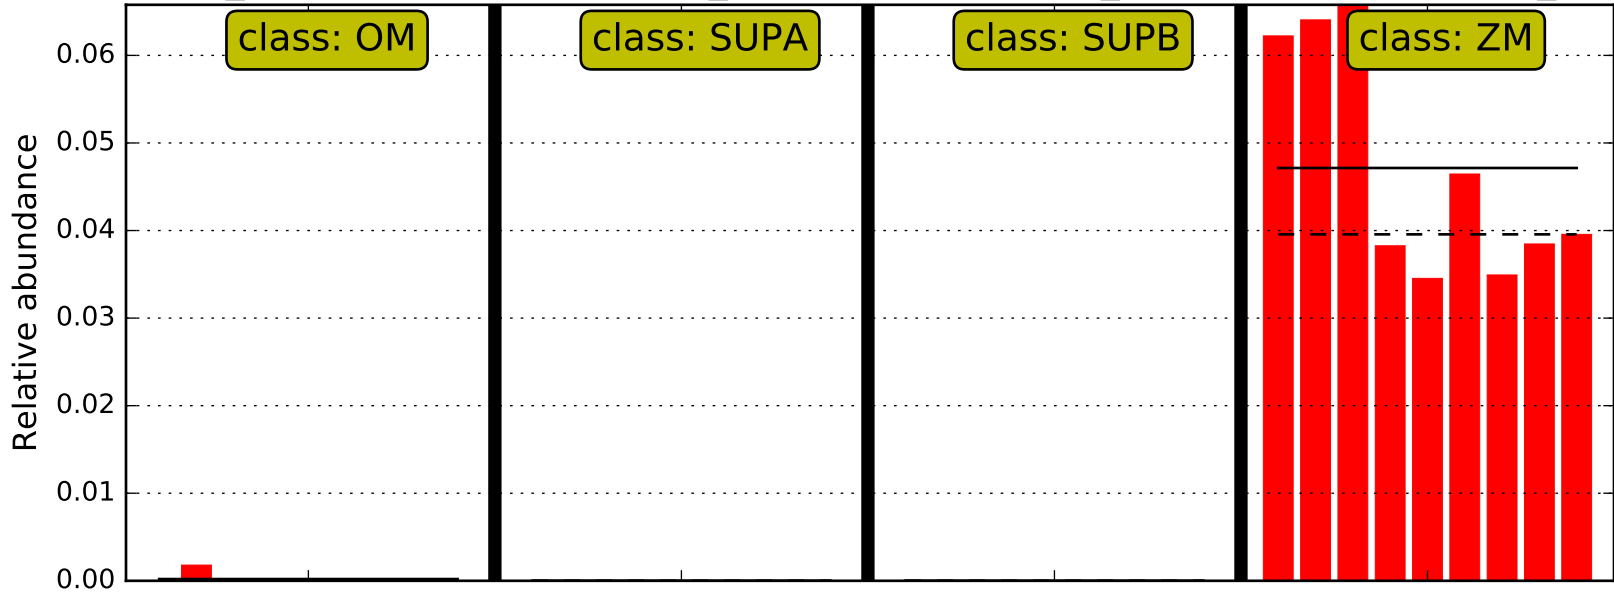 class: OM
class: SUPA
class: SUPB
class: ZM
Relative abundance
0.06
0.05
0.04
0.03
0.02
0.01
0.00